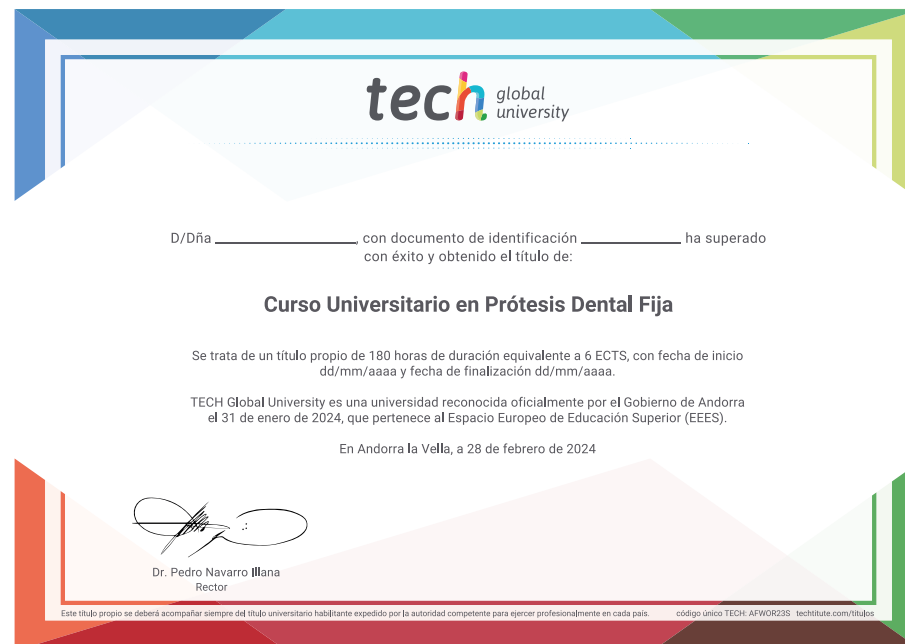 tech global university
D/Dña ____________________, con documento de identificación ______________ ha superado
con éxito y obtenido el título de:
Curso Universitario en Prótesis Dental Fija
Se trata de un título propio de 180 horas de duración equivalente a 6 ECTS, con fecha de inicio
dd/mm/aaaa y fecha de finalización dd/mm/aaaa.
TECH Global University es una universidad reconocida oficialmente por el Gobierno de Andorra
el 31 de enero de 2024, que pertenece al Espacio Europeo de Educación Superior (EEES).
En Andorra la Vella, a 28 de febrero de 2024
Dr. Pedro Navarro Illana
Rector
Este título propio se deberá acompañar siempre del título universitario habilitante expedido por la autoridad competente para ejercer profesionalmente en cada país. código único TECH: AFWOR23S techtitute.com/titulos